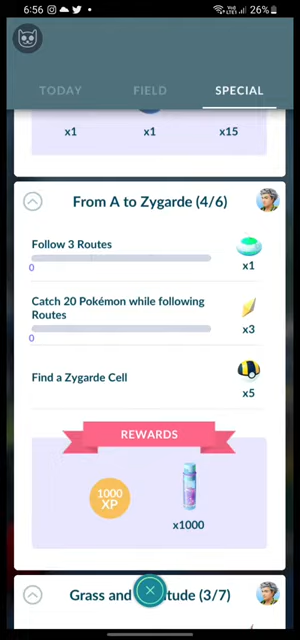 6:56
26%
TODAY FIELD SPECIAL
x1 x1 x15
From A to Zygarde (4/6)
Follow 3 Routes
0
x1
Catch 20 Pokémon while following
Routes
0
x3
Find a Zygarde Cell
x5
REWARDS
1000
XP
x1000
Grass and tude (3/7)